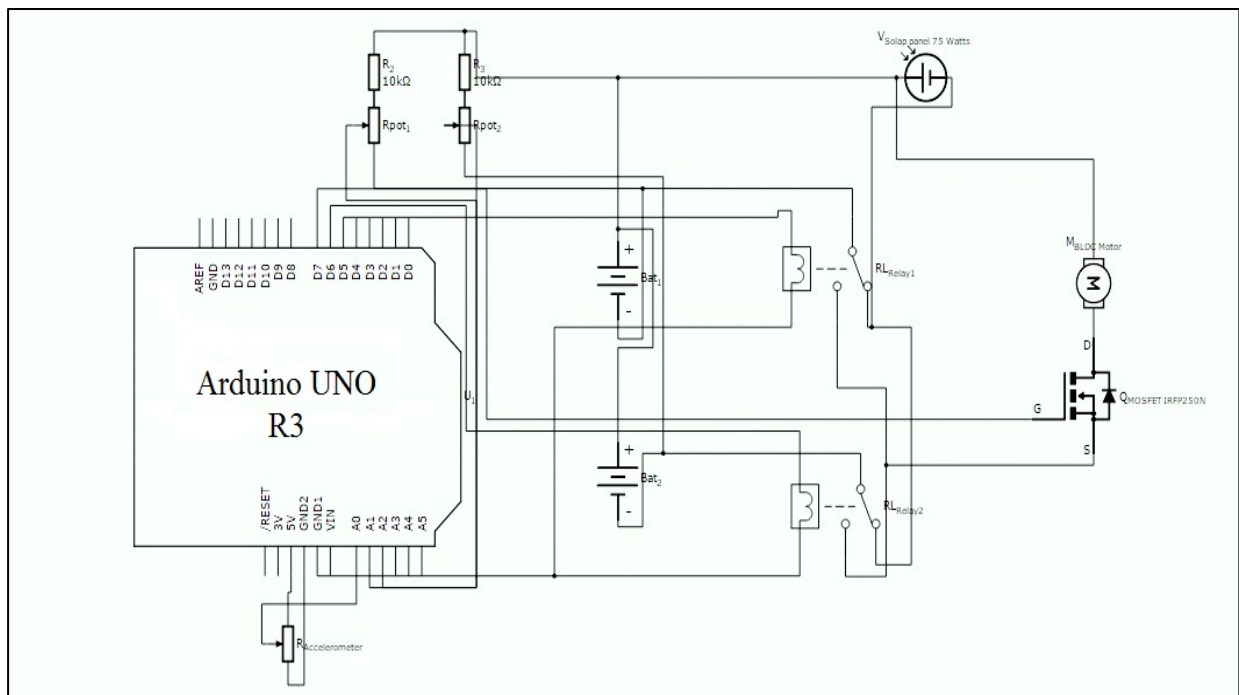 V Solap panel 75 Watts
R2
10kΩ
R3
10kΩ
Rpot1
Rpot2
AREF
GND
D13
D12
D11
D10
D9
D8
D7
D6
D5
D4
D3
D2
D1
D0
+
Bat1
-
RL Relay1
M BLDC Motor
M
D
G
Q MOSFET IRFP250N
S
Arduino UNO
R3
U1
+
Bat2
-
RL Relay2
/RESET
3V
5V
GND2
GND1
VIN
A0
A1
A2
A3
A4
A5
R Accelerometer